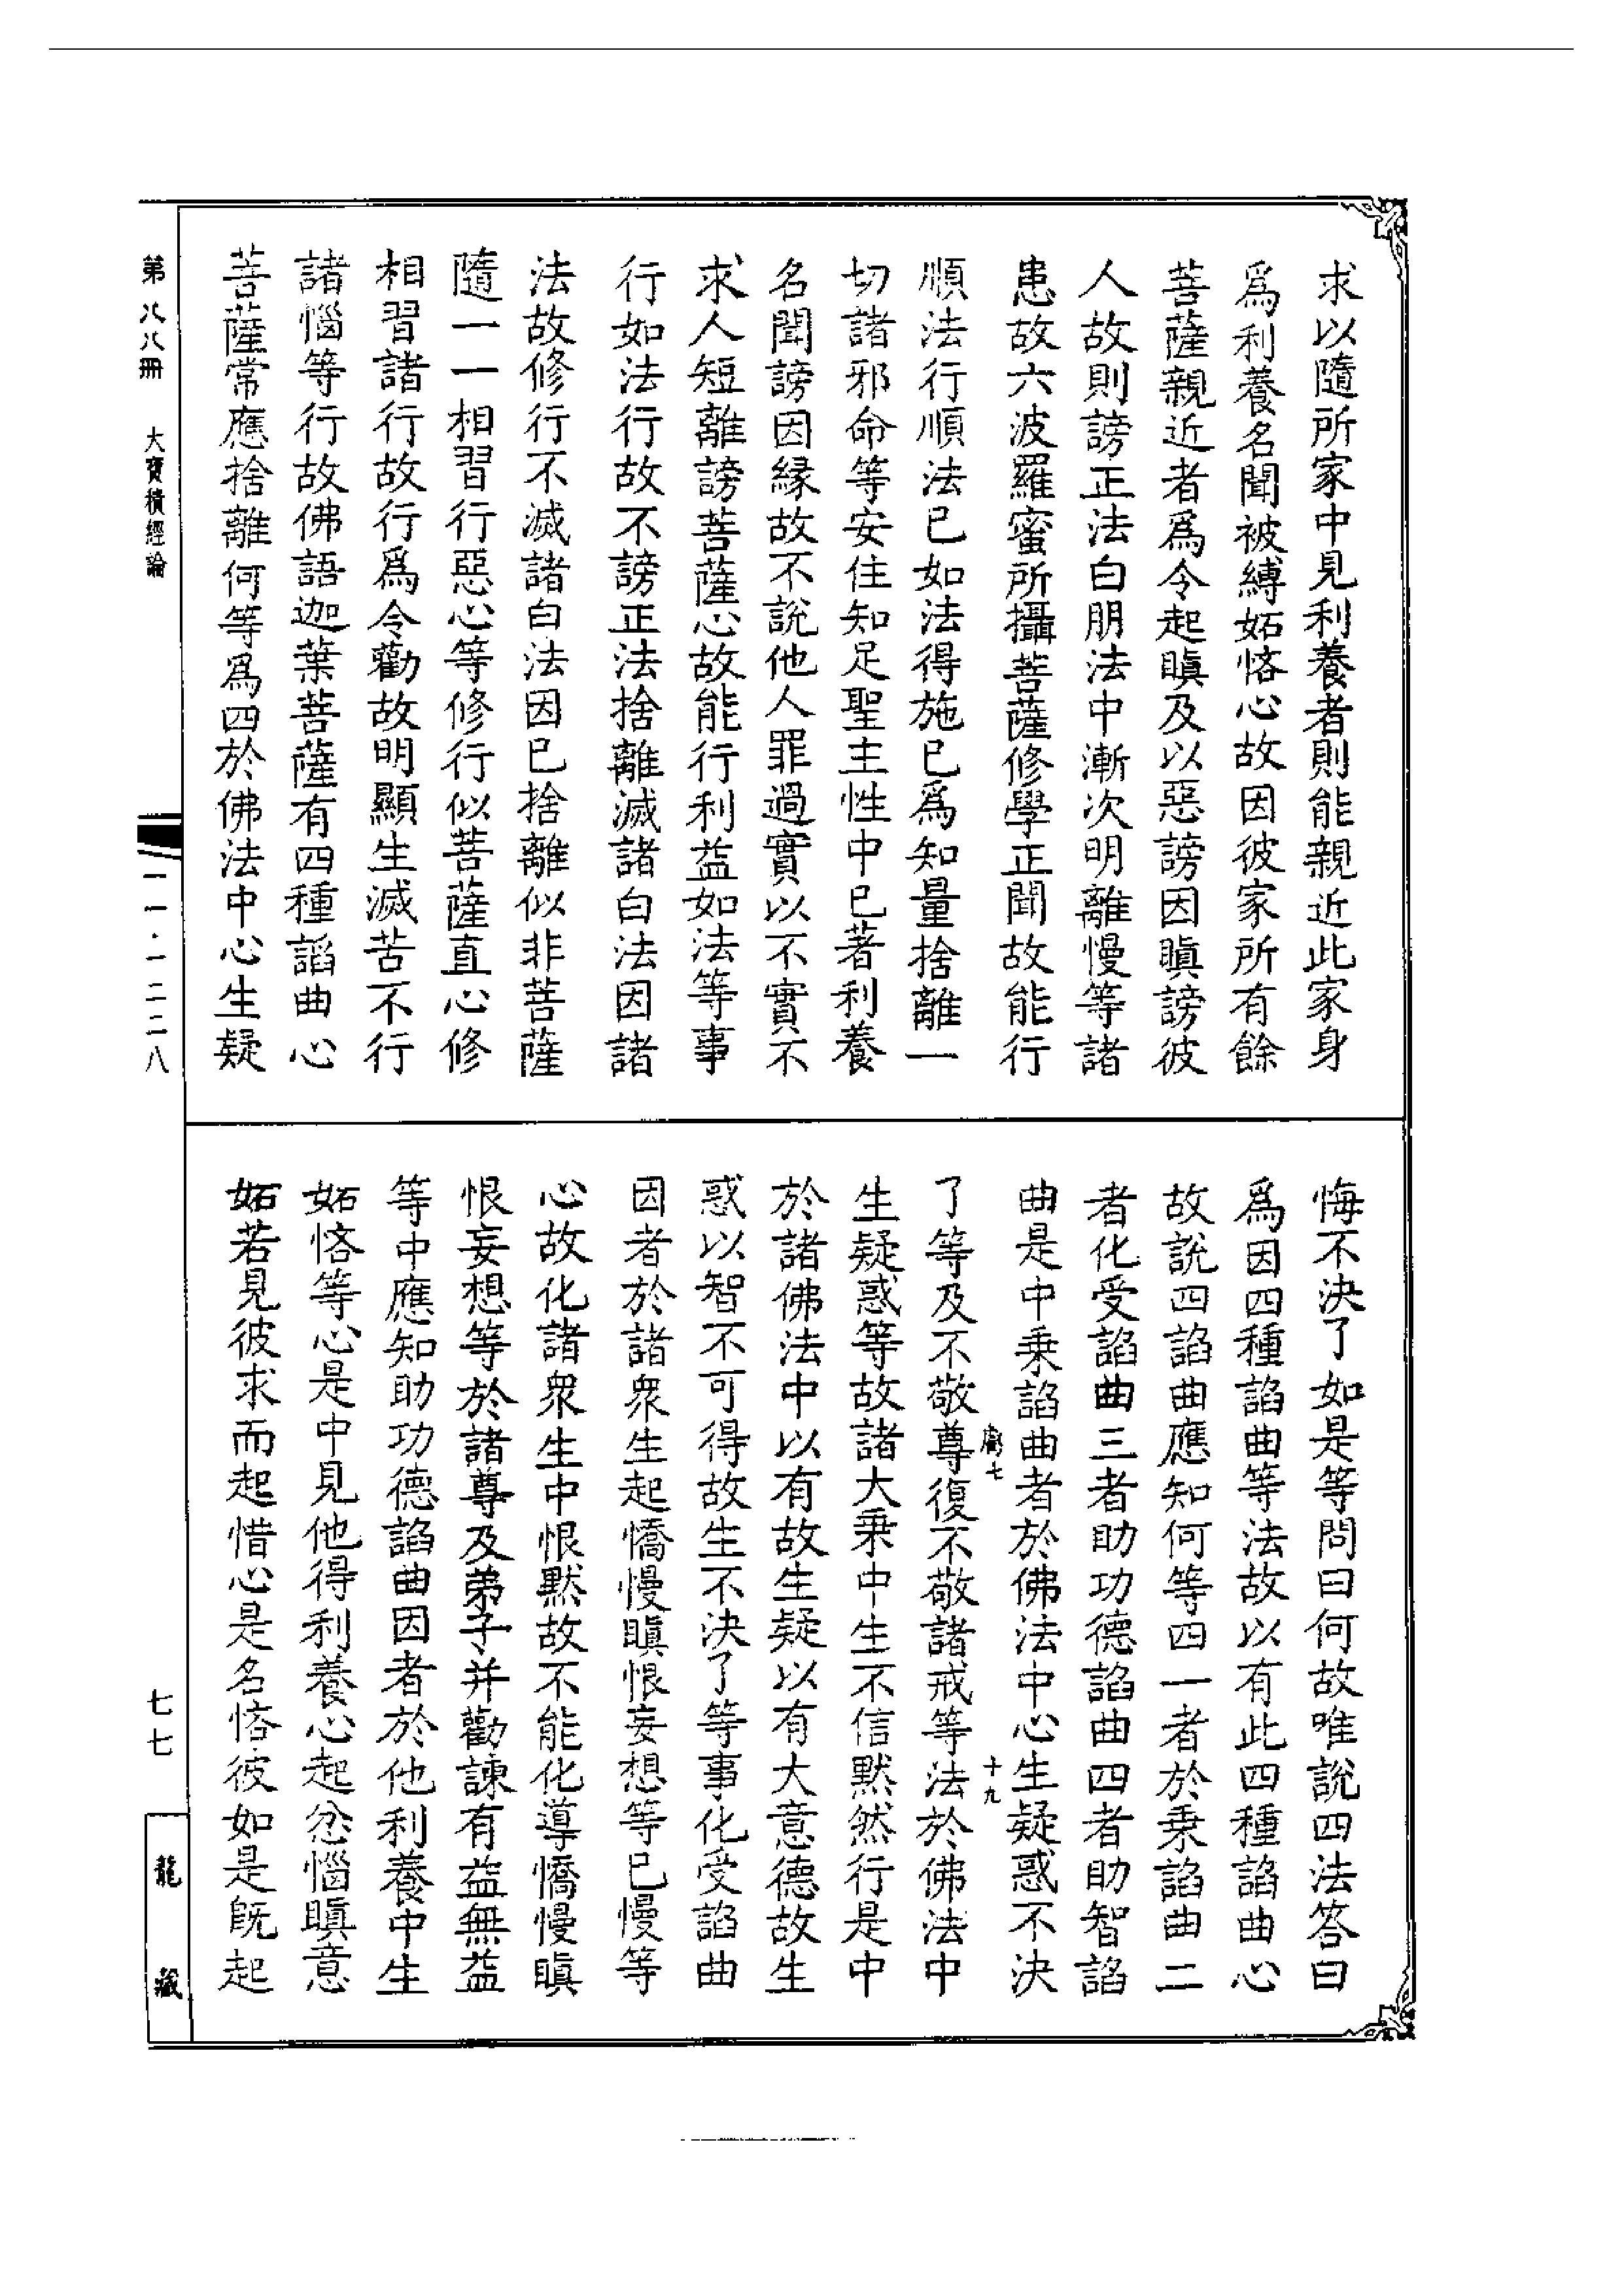 求以隨所家中見利養者則能親近此家身
爲利養名聞被縛妬悋心故因彼家所有餘
菩薩親近者爲令起瞋及以惡謗因瞋謗彼
人故則謗正法白朋法中漸次明離慢等諸
患故六波羅蜜所攝菩薩修學正聞故能行
順法行順法已如法得施已爲知量捨離一
切諸邪命等安住知足聖主性中已著利養
名聞謗因縁故不說他人罪過實以不實不
求人短離謗菩薩心故能行利益如法等事
行如法行故不謗正法捨離滅諸白法因諸
法故修行不滅諸白法因已捨離似非菩薩
隨一一相習行惡心等修行似菩薩直心修
相習諸行故行爲令勸故明顯生滅苦不行
諸惱等行故佛語迦葉菩薩有四種諂曲心
菩薩常應捨離何等爲四於佛法中心生疑
悔不決了如是等問曰何故唯說四法答曰
爲因四種諂曲等法故以有此四種諂曲心
故說四諂曲應知何等四一者於乗諂曲二
者化受諂曲三者助功德諂曲四者助智諂
曲是中乗諂曲者於佛法中心生疑惑不決
了等及不敬尊復不敬諸戒等法於佛法中
生疑惑等故諸大乗中生不信黙然行是中
於諸佛法中以有故生疑以有大意德故生
惑以智不可得故生不決了等事化受諂曲
因者於諸衆生起憍慢瞋恨妄想等已慢等
心故化諸衆生中恨黙故不能化導憍慢瞋
恨妄想等於諸尊及弟子并勸諫有益無益
等中應知助功德諂曲因者於他利養中生
妬悋等心是中見他得利養心起忿惱瞋意
妬若見彼求而起惜心是名悋彼如是旣起
十九
第八八冊
大寶積經論
一一·一二二八
七七
龍藏